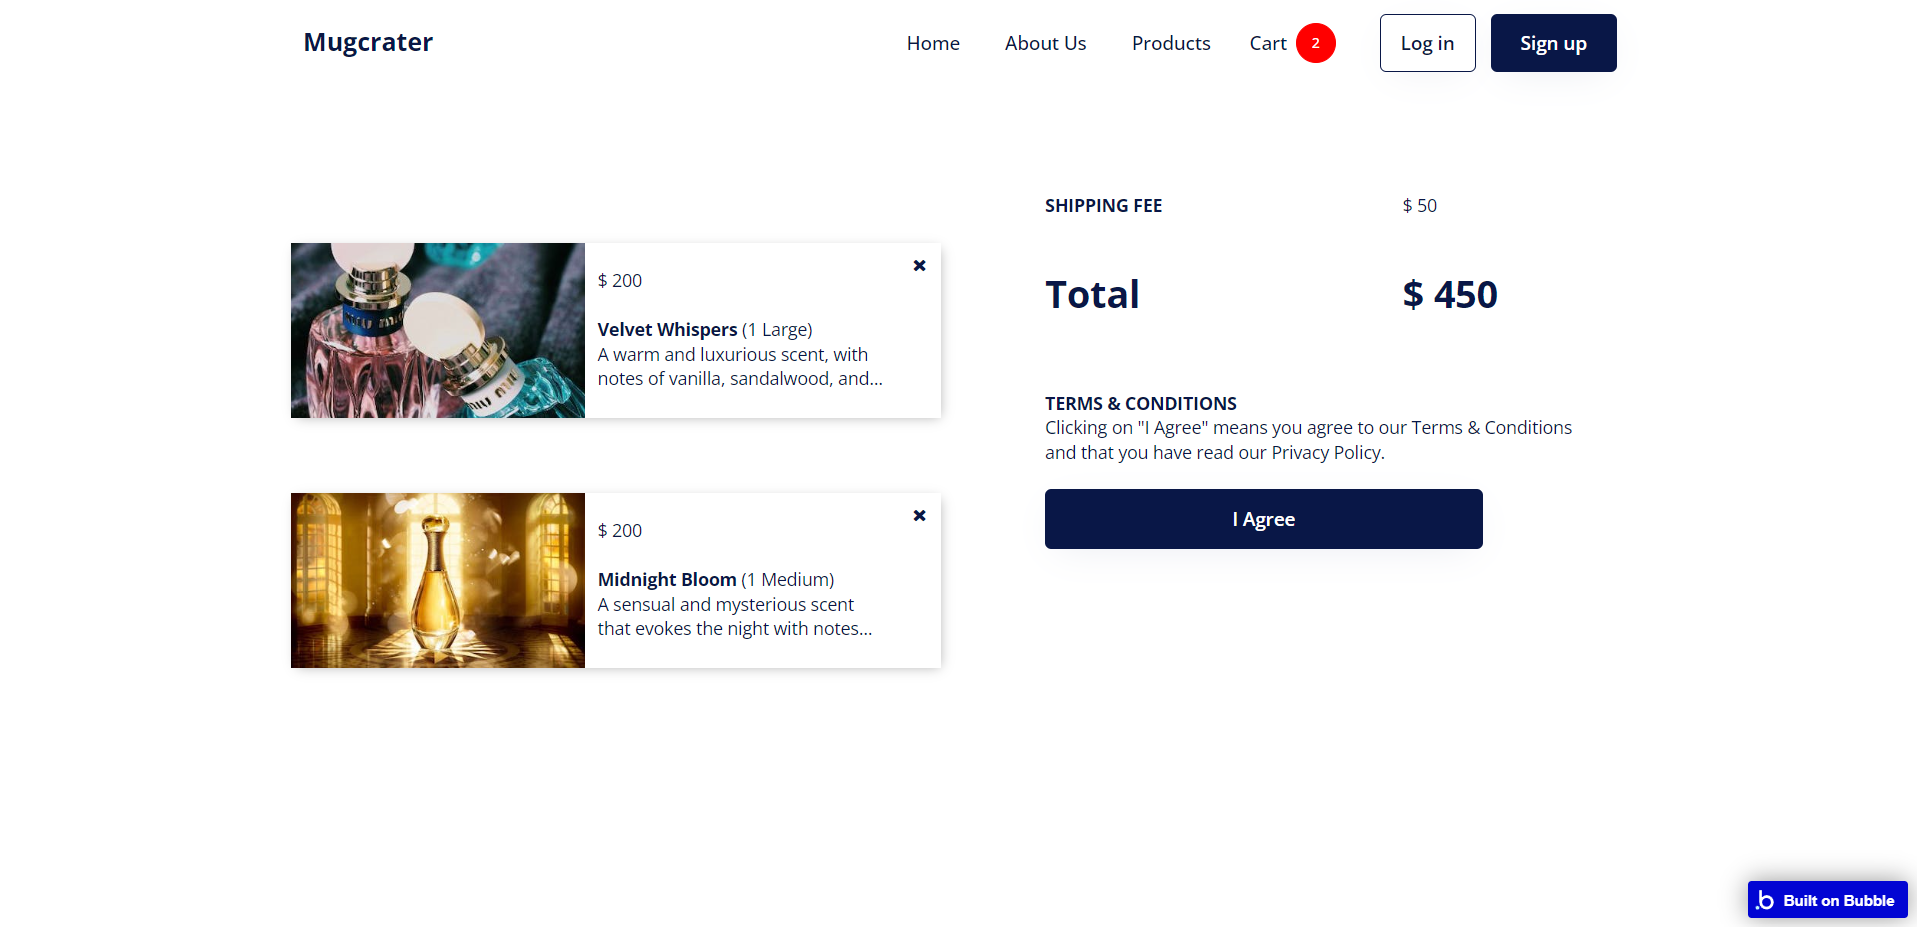 Mugcrater
Home
About Us
Products
Cart
2
Log in
Sign up
$ 200
Velvet Whispers (1 Large)
A warm and luxurious scent, with
notes of vanilla, sandalwood, and...
$ 200
Midnight Bloom (1 Medium)
A sensual and mysterious scent
that evokes the night with notes...
SHIPPING FEE
$ 50
Total
$ 450
TERMS & CONDITIONS
Clicking on "I Agree" means you agree to our Terms & Conditions
and that you have read our Privacy Policy.
I Agree
Built on Bubble